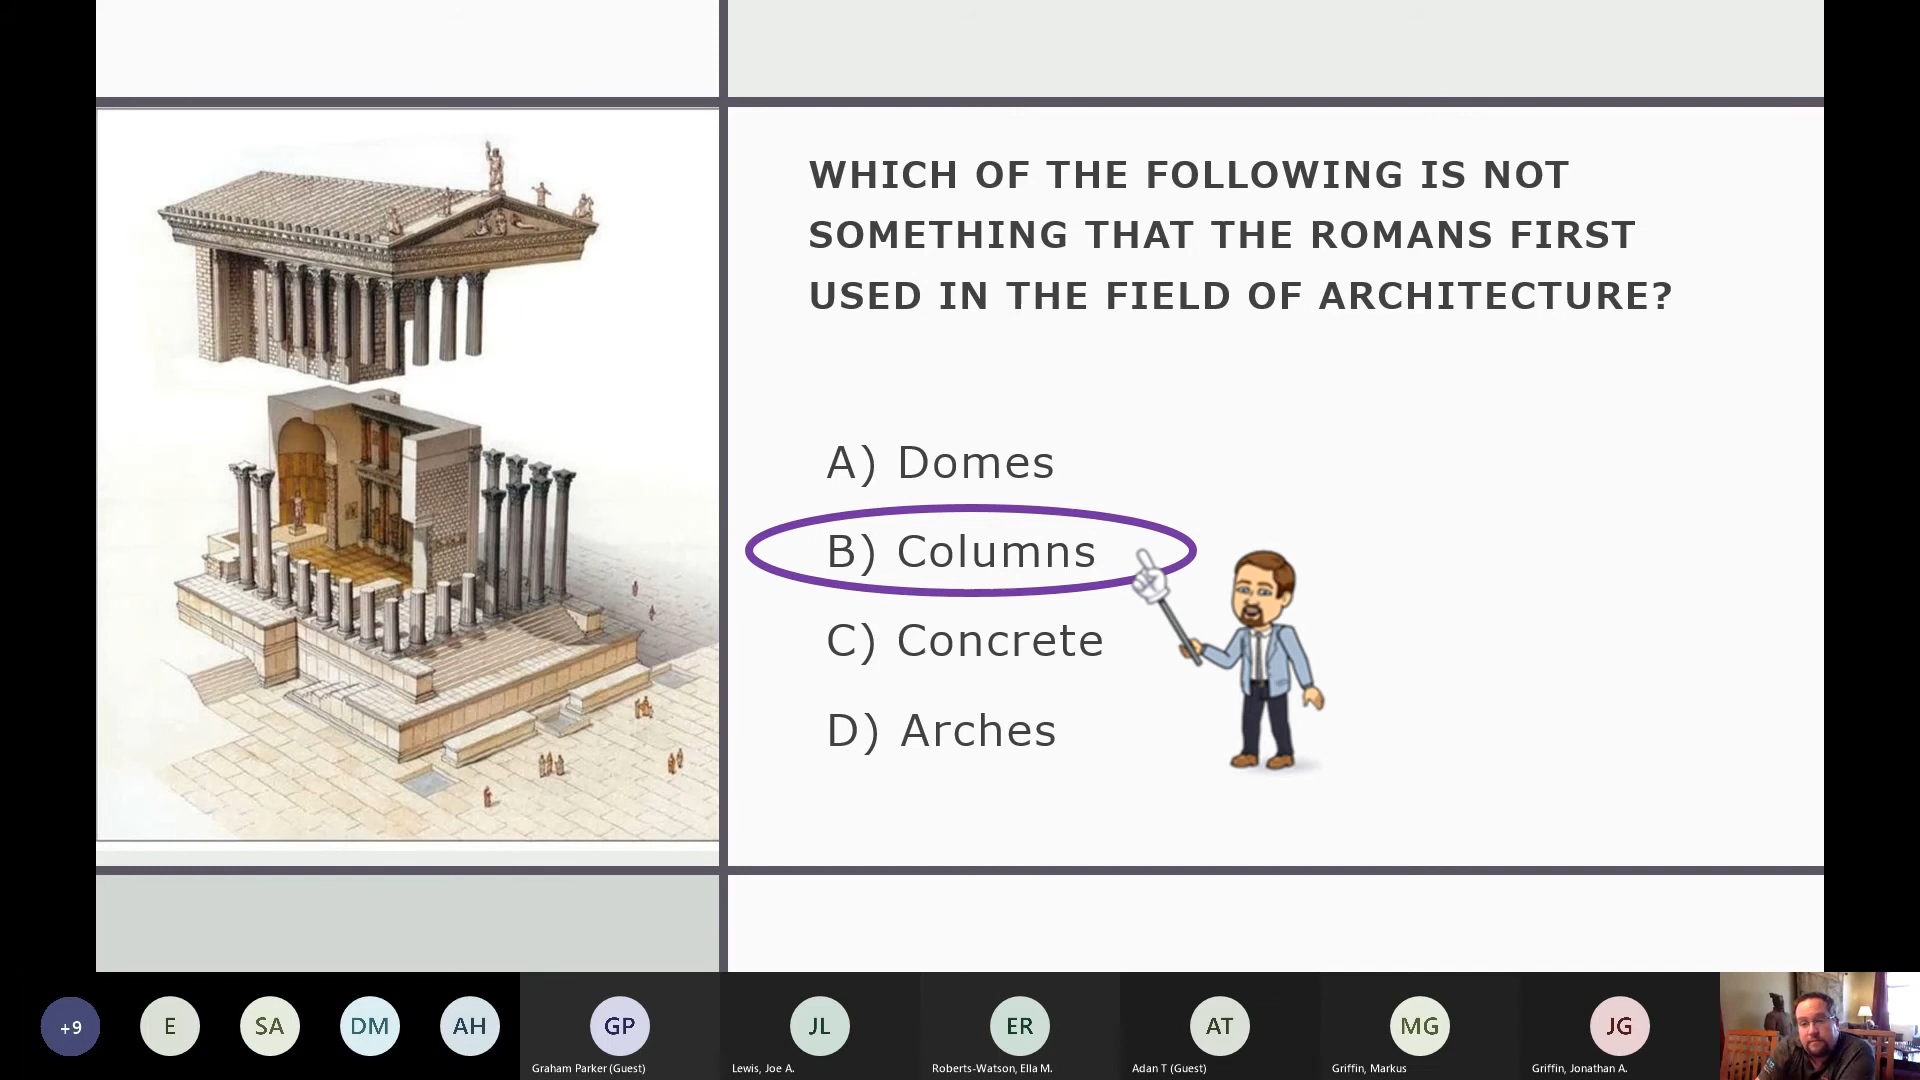 WHICH OF THE FOLLOWING IS NOT
SOMETHING THAT THE ROMANS FIRST
USED IN THE FIELD OF ARCHITECTURE?
A) Domes
B) Columns
C) Concrete
D) Arches
+9
E
SA
DM
AH
GP
JL
ER
AT
MG
JG
Graham Parker (Guest)
Lewis, Joe A.
Roberts-Watson, Ella M.
Adan T (Guest)
Griffin, Markus
Griffin, Jonathan A.